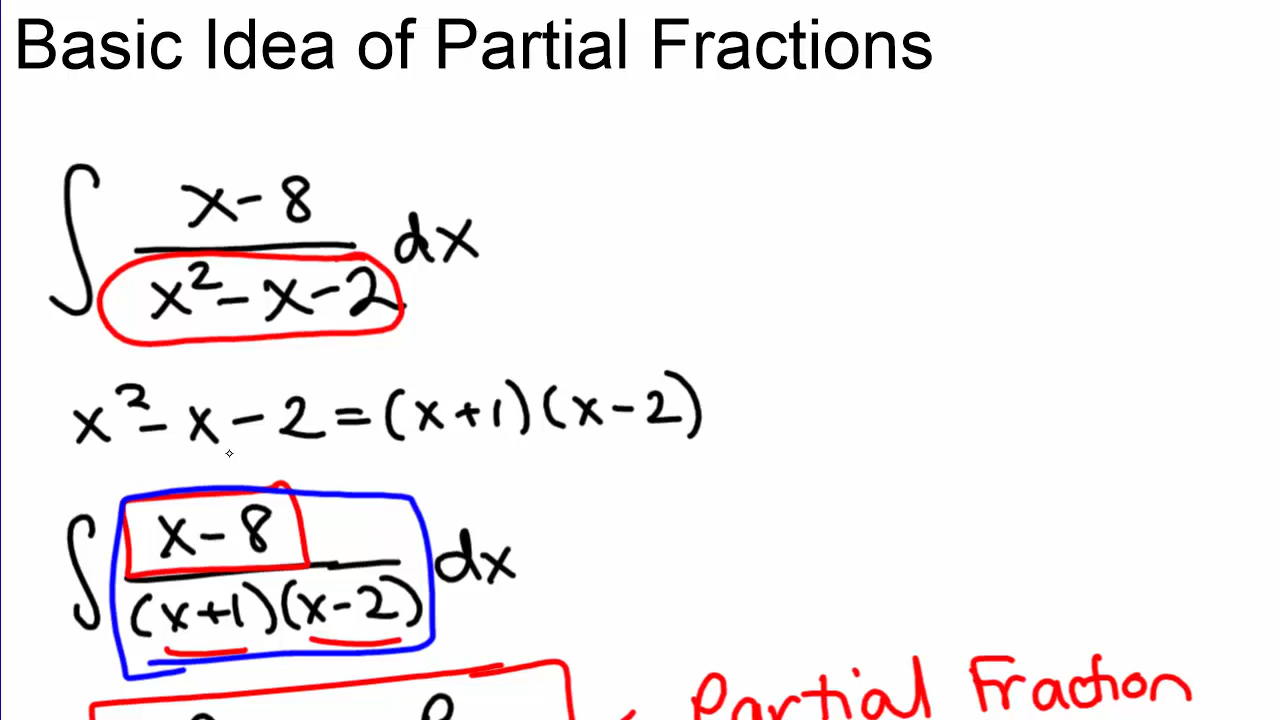 Basic Idea of Partial Fractions
∫ x-8 / x²-x-2 dx
x²-x-2=(x+1)(x-2)
∫ x-8 / (x+1)(x-2) dx
Partial Fraction